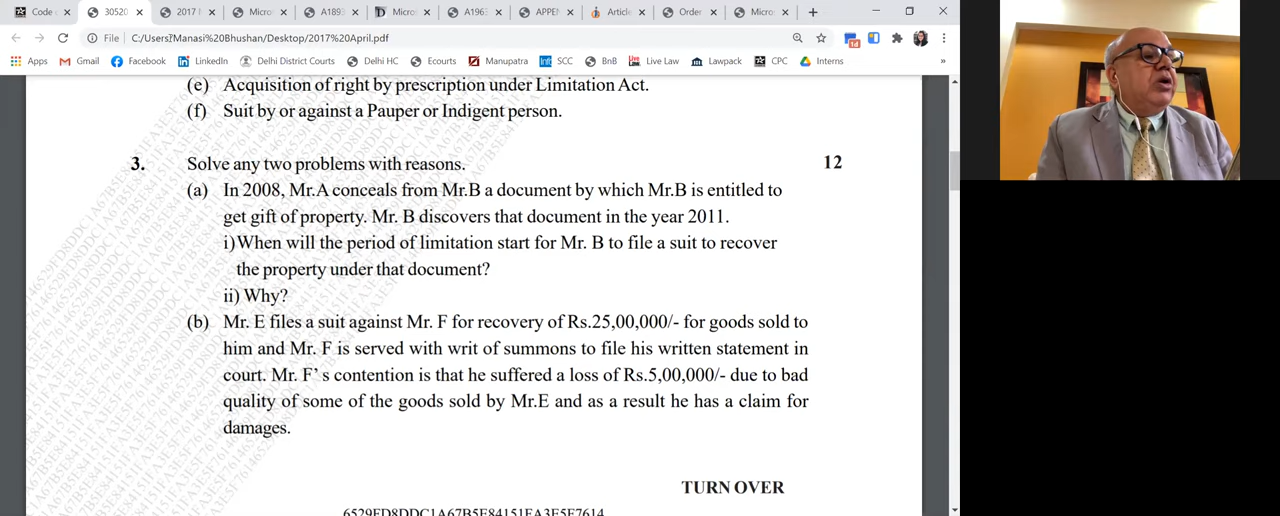 Code
30520
2017
Micros
A1893
Micros
A1963
APPEN
Article
Order
Micros
File | C:/Users/Manasi%20Bhushan/Desktop/2017%20April.pdf
Apps Gmail Facebook LinkedIn Delhi District Courts Delhi HC Ecourts Manupatra SCC BnB Live Law Lawpack CPC Interns »
(e) Acquisition of right by prescription under Limitation Act.
(f) Suit by or against a Pauper or Indigent person.
3. Solve any two problems with reasons. 12
(a) In 2008, Mr.A conceals from Mr.B a document by which Mr.B is entitled to
get gift of property. Mr. B discovers that document in the year 2011.
i)When will the period of limitation start for Mr. B to file a suit to recover
the property under that document?
ii) Why?
(b) Mr. E files a suit against Mr. F for recovery of Rs.25,00,000/- for goods sold to
him and Mr. F is served with writ of summons to file his written statement in
court. Mr. F's contention is that he suffered a loss of Rs.5,00,000/- due to bad
quality of some of the goods sold by Mr.E and as a result he has a claim for
damages.
TURN OVER
6529FD8DDC1A67B5E84151FA3E5F7614